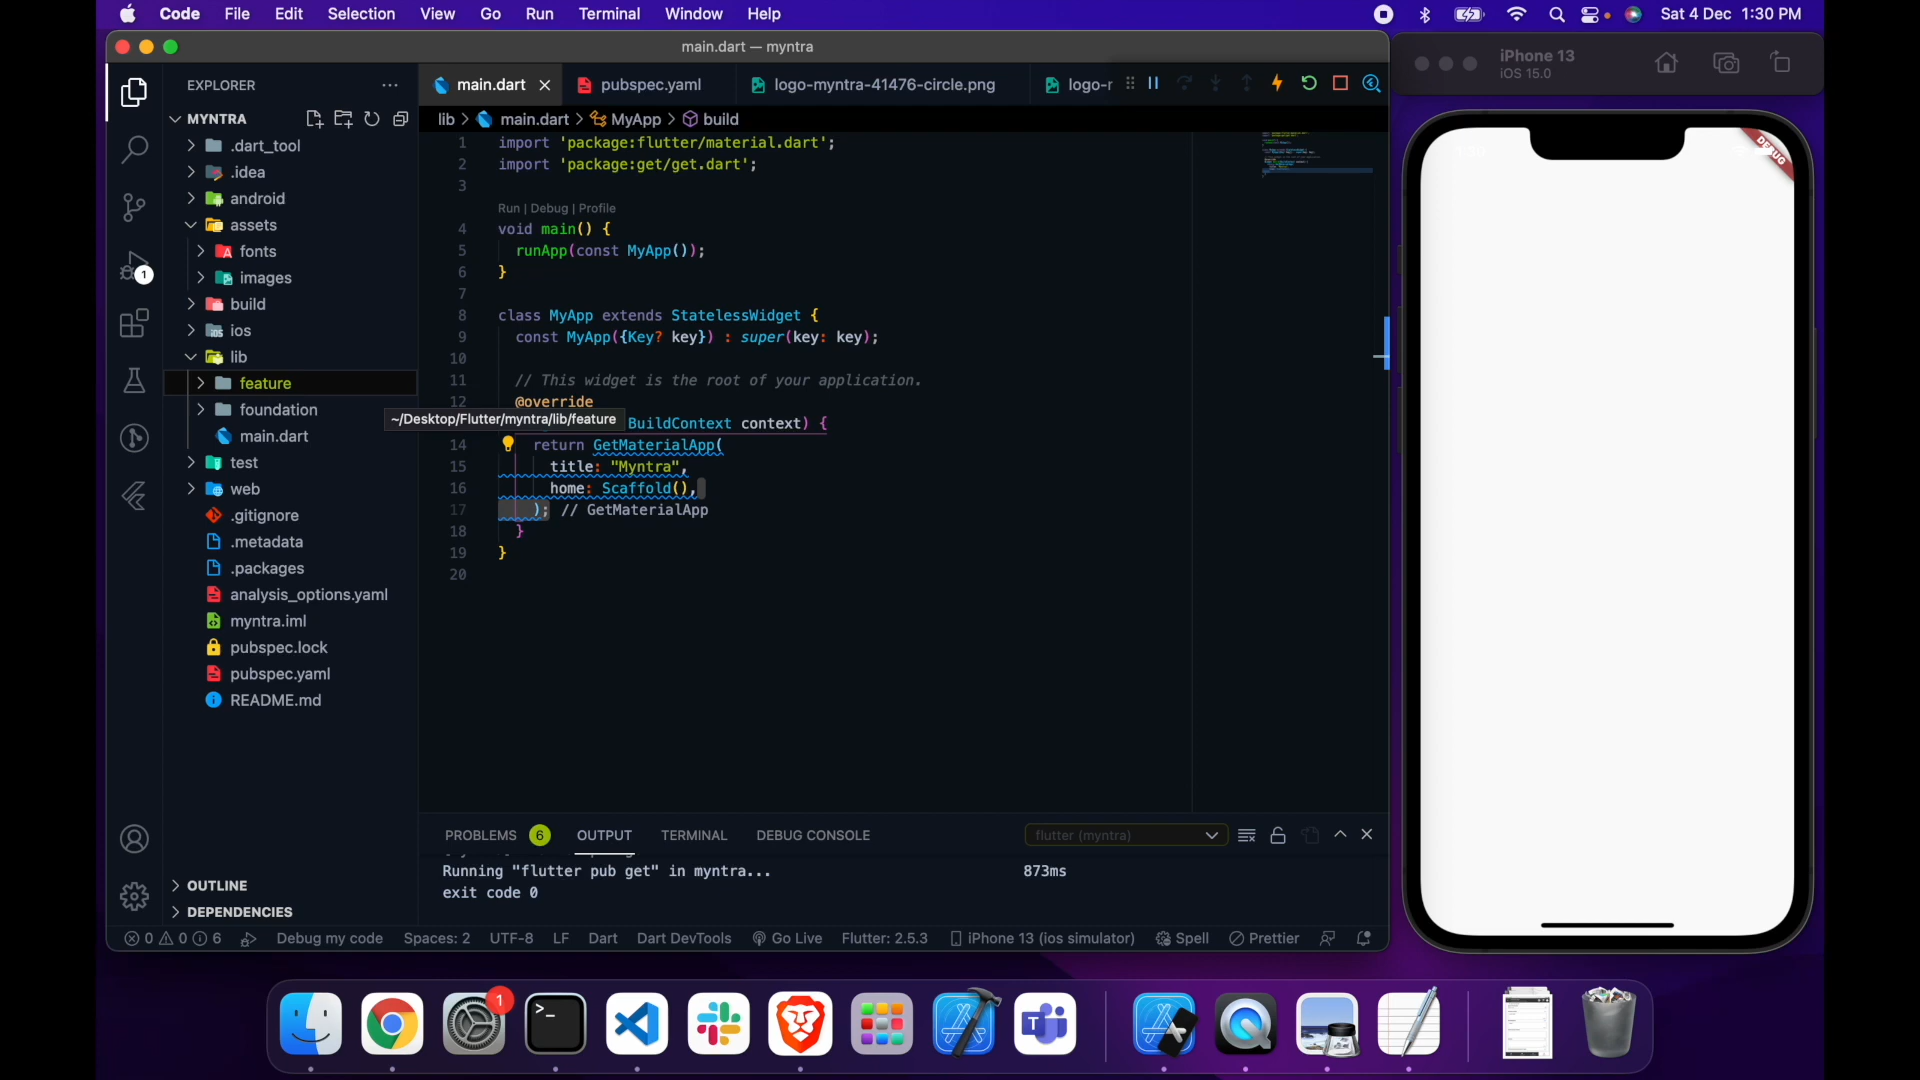 Code File Edit Selection View Go Run Terminal Window Help
Sat 4 Dec 1:30 PM
main.dart — myntra
iPhone 13
iOS 15.0
EXPLORER
main.dart
pubspec.yaml
logo-myntra-41476-circle.png
logo-r
MYNTRA
lib > main.dart > MyApp > build
.dart_tool
.idea
android
assets
fonts
images
build
ios
lib
feature
foundation
main.dart
test
web
.gitignore
.metadata
.packages
analysis_options.yaml
myntra.iml
pubspec.lock
pubspec.yaml
README.md
OUTLINE
DEPENDENCIES
1
1 import 'package:flutter/material.dart';
2 import 'package:get/get.dart';
3
Run | Debug | Profile
4 void main() {
5 runApp(const MyApp());
6 }
7
8 class MyApp extends StatelessWidget {
9 const MyApp({Key? key}) : super(key: key);
10
11 // This widget is the root of your application.
12 @override
~/Desktop/Flutter/myntra/lib/feature
BuildContext context) {
14 return GetMaterialApp(
15 title: "Myntra",
16 home: Scaffold(),
17 ); // GetMaterialApp
18 }
19 }
20
DEBUG
PROBLEMS 6 OUTPUT TERMINAL DEBUG CONSOLE
flutter (myntra)
Running "flutter pub get" in myntra... 873ms
exit code 0
0 0 6 Debug my code Spaces: 2 UTF-8 LF Dart Dart DevTools Go Live Flutter: 2.5.3 iPhone 13 (ios simulator) Spell Prettier
1